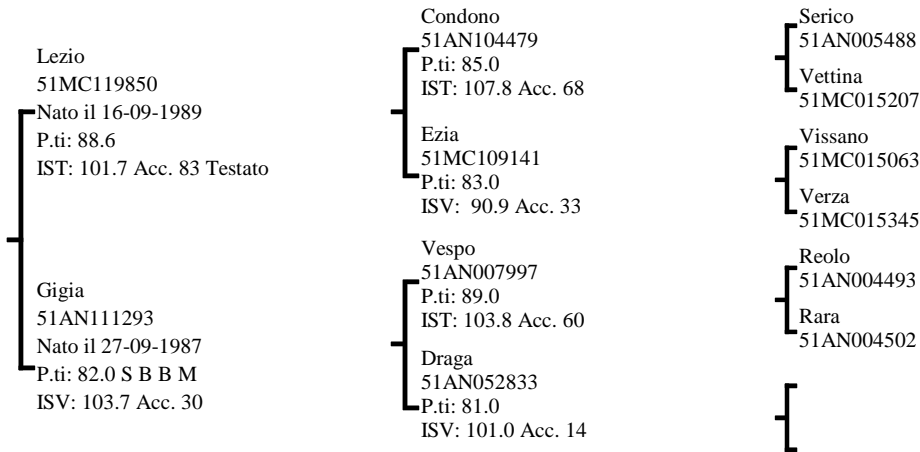 Lezio
51MC119850
Nato il 16-09-1989
P.ti: 88.6
IST: 101.7 Acc. 83 Testato
Gigia
51AN111293
Nato il 27-09-1987
P.ti: 82.0 S B B M
ISV: 103.7 Acc. 30
Condono
51AN104479
P.ti: 85.0
IST: 107.8 Acc. 68
Ezia
51MC109141
P.ti: 83.0
ISV: 90.9 Acc. 33
Vespo
51AN007997
P.ti: 89.0
IST: 103.8 Acc. 60
Draga
51AN052833
P.ti: 81.0
ISV: 101.0 Acc. 14
Serico
51AN005488
Vettina
51MC015207
Vissano
51MC015063
Verza
51MC015345
Reolo
51AN004493
Rara
51AN004502